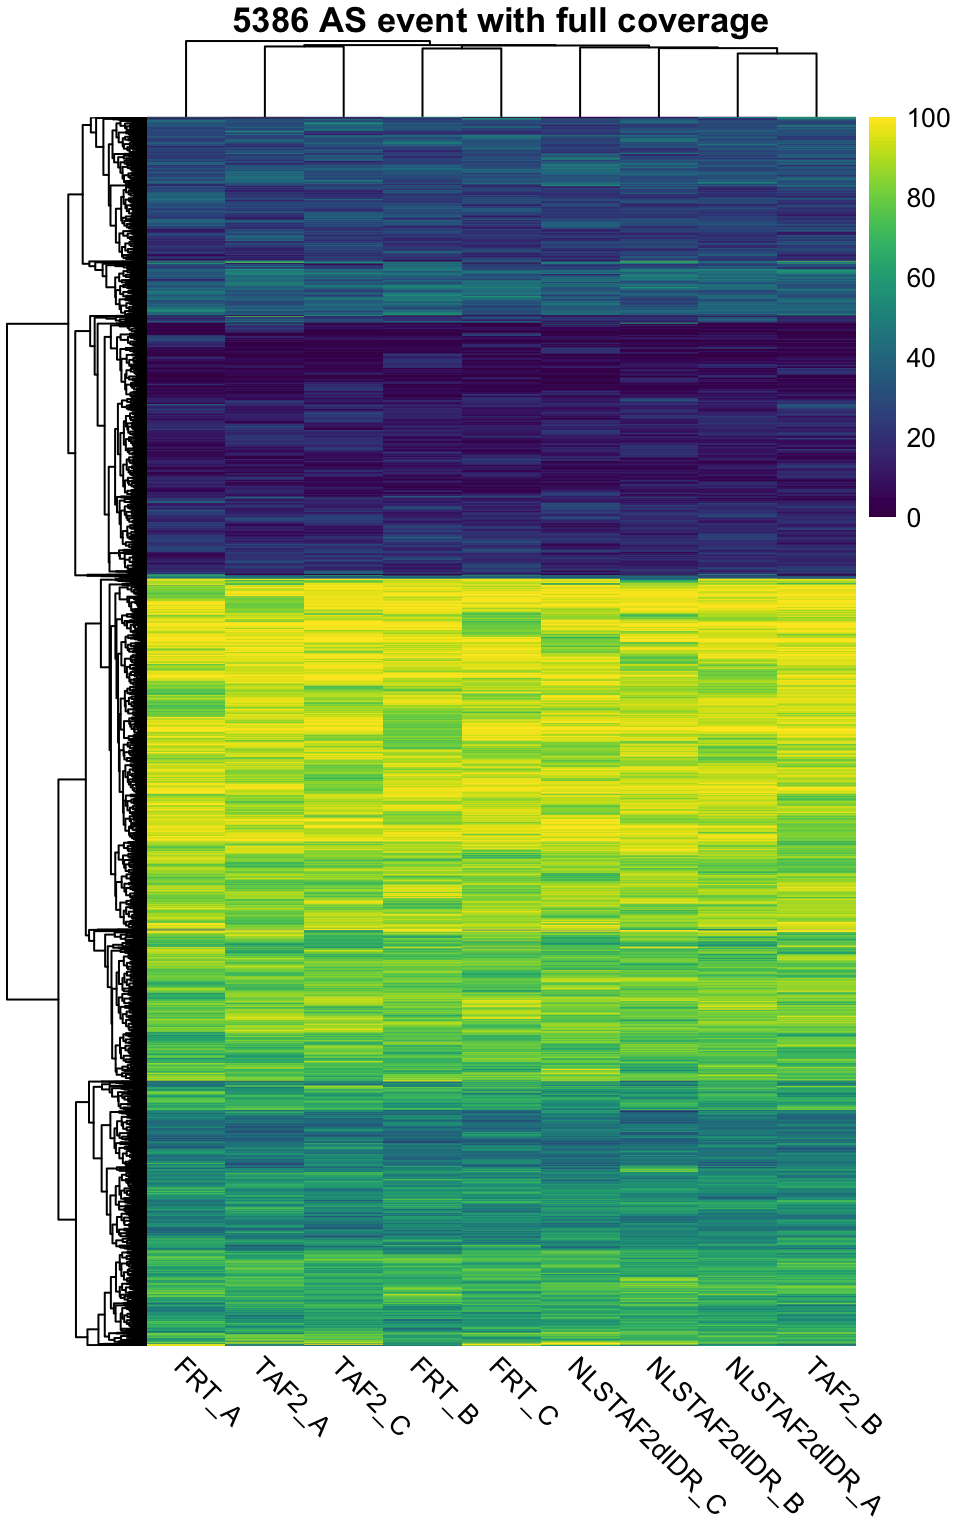 5386 AS event with full coverage
100
80
60
40
20
0
FRT_A
TAF2_A
TAF2_C
FRT_B
FRT_C
NLSTAF2dIDR_C
NLSTAF2dIDR_B
NLSTAF2dIDR_A
TAF2_B